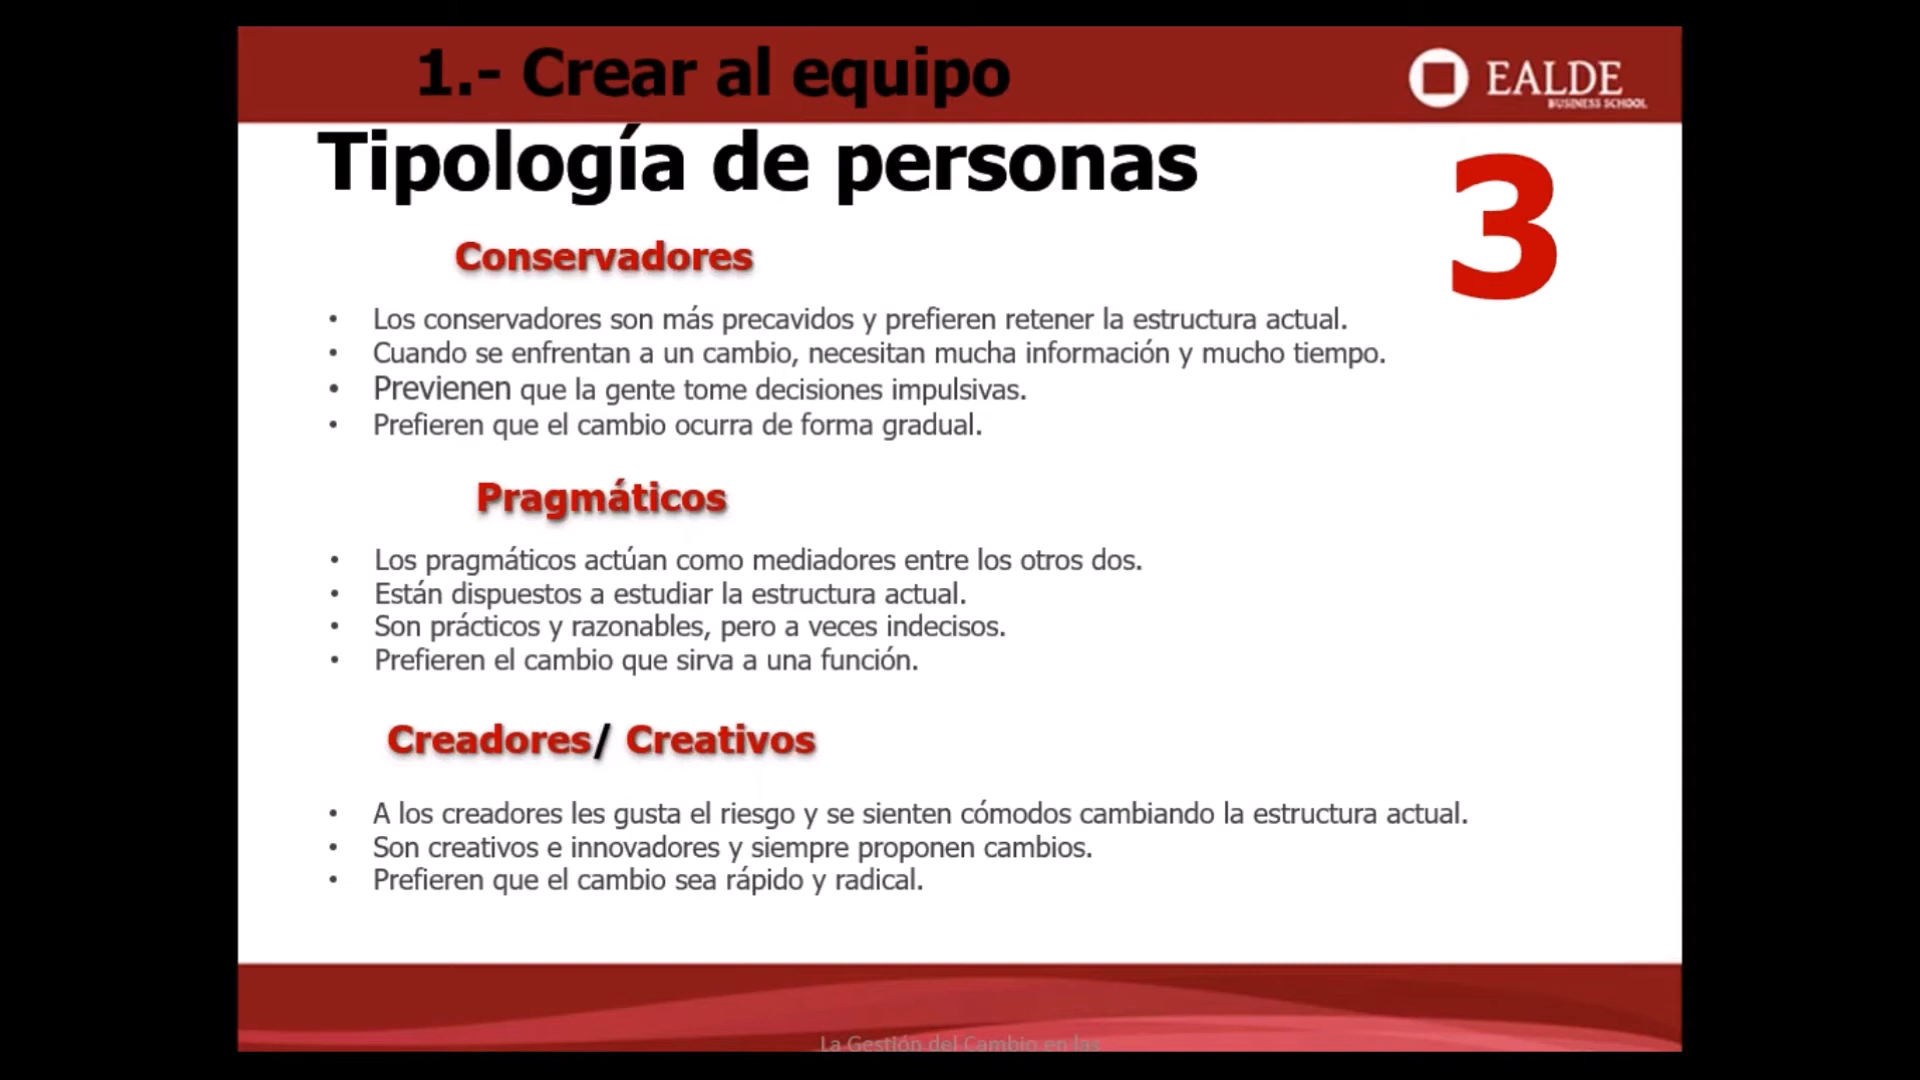 1.- Crear al equipo
EALDE
BUSINESS SCHOOL
Tipología de personas
3
Conservadores
• Los conservadores son más precavidos y prefieren retener la estructura actual.
• Cuando se enfrentan a un cambio, necesitan mucha información y mucho tiempo.
• Previenen que la gente tome decisiones impulsivas.
• Prefieren que el cambio ocurra de forma gradual.
Pragmáticos
• Los pragmáticos actúan como mediadores entre los otros dos.
• Están dispuestos a estudiar la estructura actual.
• Son prácticos y razonables, pero a veces indecisos.
• Prefieren el cambio que sirva a una función.
Creadores/ Creativos
• A los creadores les gusta el riesgo y se sienten cómodos cambiando la estructura actual.
• Son creativos e innovadores y siempre proponen cambios.
• Prefieren que el cambio sea rápido y radical.
La Gestión del Cambio en las